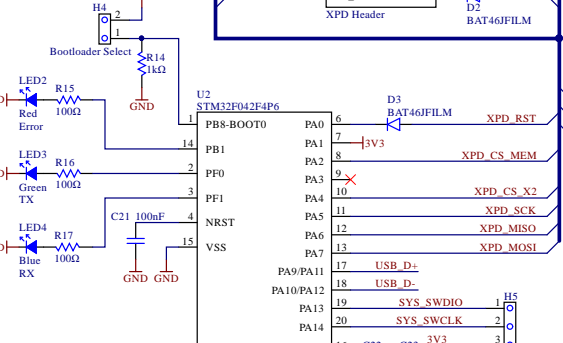 H4
2
1
Bootloader Select
R14
1kΩ
GND
XPD Header
D2
BAT46JFILM
LED2
Red
Error
R15
100Ω
LED3
Green
TX
R16
100Ω
LED4
Blue
RX
R17
100Ω
C21 100nF
GND GND
U2
STM32F042F4P6
1 PB8-BOOT0
14 PB1
2 PF0
3 PF1
4 NRST
15 VSS
D3
BAT46JFILM
PA0 6 XPD_RST
PA1 7 3V3
PA2 8 XPD_CS_MEM
PA3 9
PA4 10 XPD_CS_X2
PA5 11 XPD_SCK
PA6 12 XPD_MISO
PA7 13 XPD_MOSI
PA9/PA11 17 USB_D+
PA10/PA12 18 USB_D-
PA13 19 SYS_SWDIO 1
PA14 20 SYS_SWCLK 2
H5
3V3 3